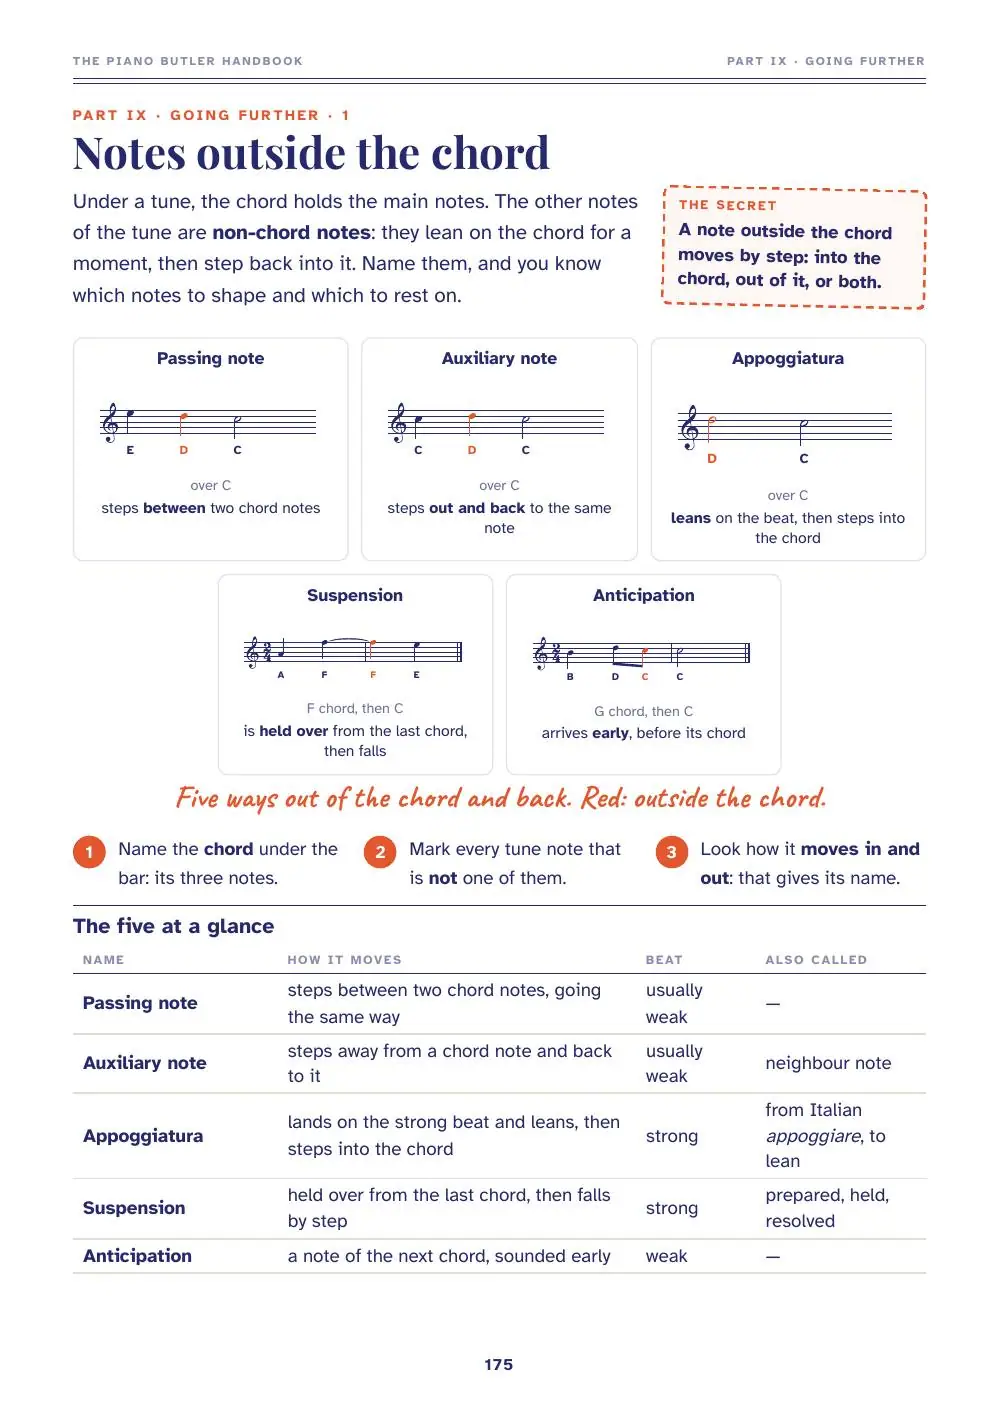 THE PIANO BUTLER HANDBOOK
PART IX · GOING FURTHER
PART IX · GOING FURTHER · 1
Notes outside the chord
Under a tune, the chord holds the main notes. The other notes
of the tune are non-chord notes: they lean on the chord for a
moment, then step back into it. Name them, and you know
which notes to shape and which to rest on.
THE SECRET
A note outside the chord
moves by step: into the
chord, out of it, or both.
Passing note
E D C
over C
steps between two chord notes
Auxiliary note
C D C
over C
steps out and back to the same
note
Appoggiatura
D C
over C
leans on the beat, then steps into
the chord
Suspension
2
4
A F F E
F chord, then C
is held over from the last chord,
then falls
Anticipation
2
4
B D C C
G chord, then C
arrives early, before its chord
Five ways out of the chord and back. Red: outside the chord.
1 Name the chord under the
bar: its three notes.
2 Mark every tune note that
is not one of them.
3 Look how it moves in and
out: that gives its name.
The five at a glance
NAME HOW IT MOVES BEAT ALSO CALLED
Passing note
steps between two chord notes, going
the same way
usually
weak
—
Auxiliary note
steps away from a chord note and back
to it
usually
weak
neighbour note
Appoggiatura
lands on the strong beat and leans, then
steps into the chord
strong
from Italian
appoggiare, to
lean
Suspension
held over from the last chord, then falls
by step
strong
prepared, held,
resolved
Anticipation
a note of the next chord, sounded early
weak
—
175